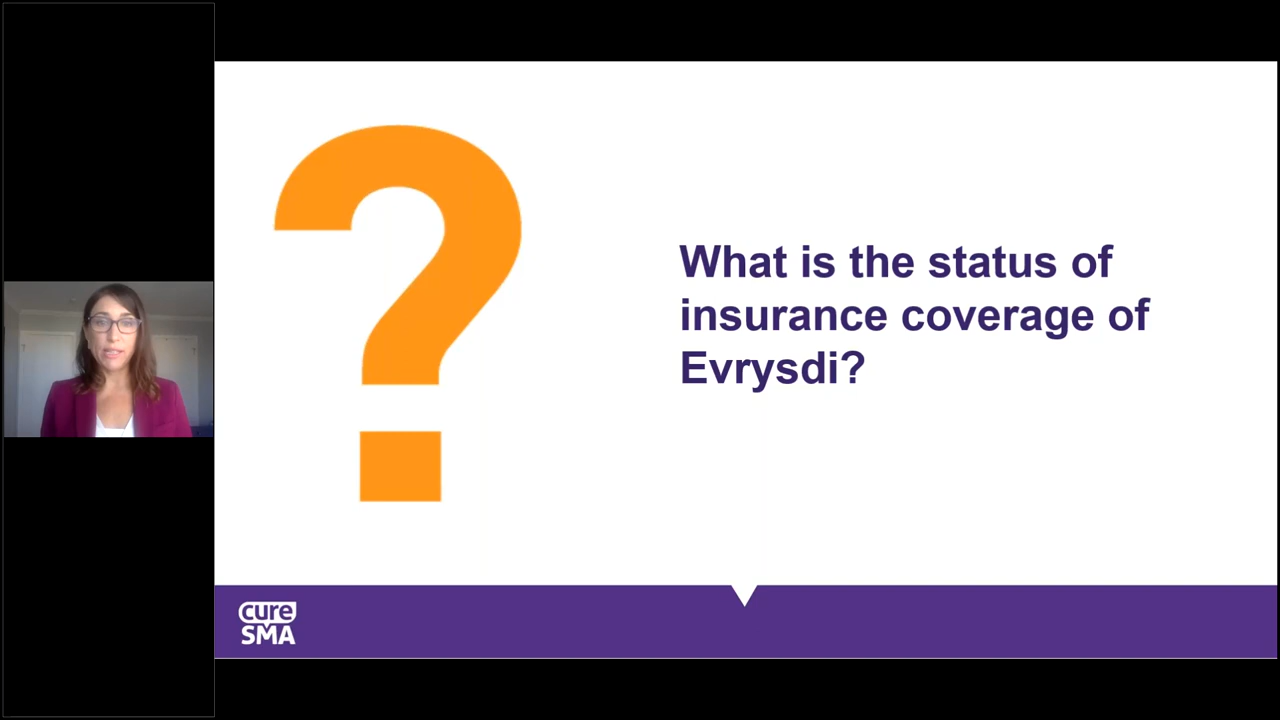 ?
What is the status of
insurance coverage of
Evrysdi?
cure
SMA